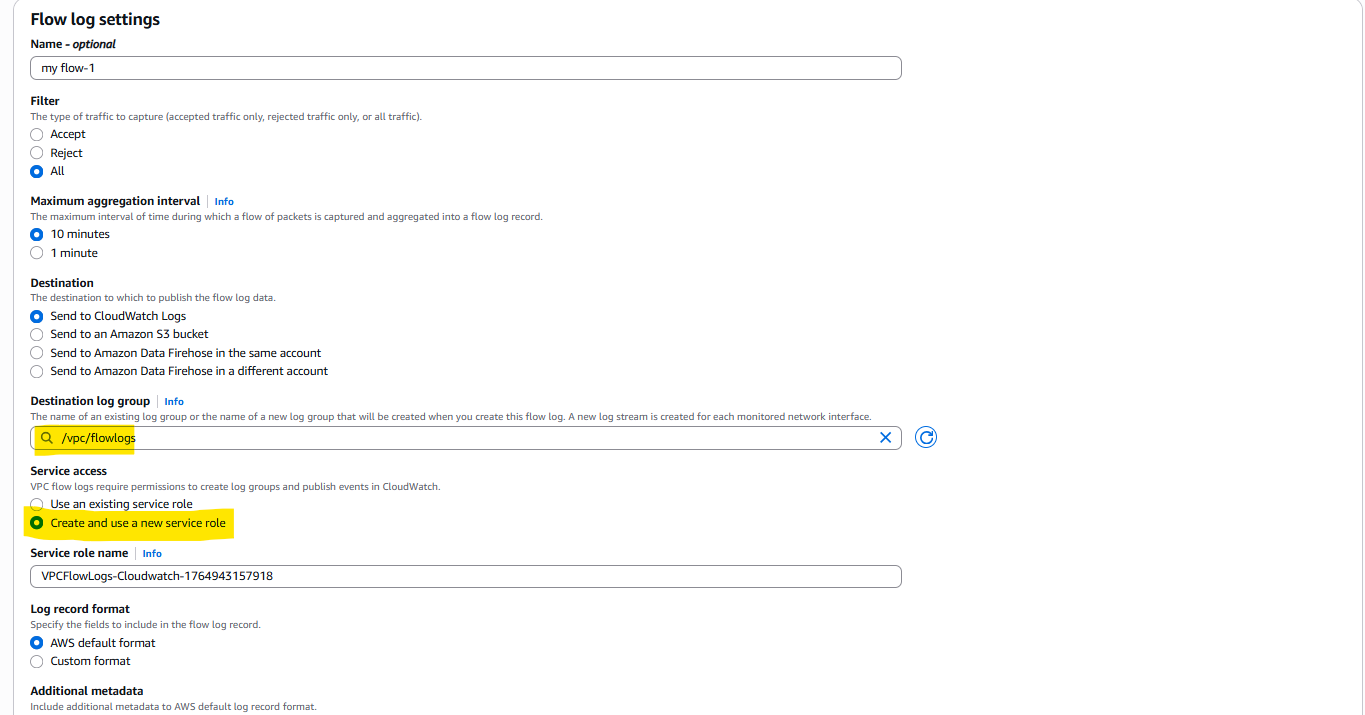 Flow log settings
Name - optional
my flow-1
Filter
The type of traffic to capture (accepted traffic only, rejected traffic only, or all traffic).
Accept
Reject
All
Maximum aggregation interval Info
The maximum interval of time during which a flow of packets is captured and aggregated into a flow log record.
10 minutes
1 minute
Destination
The destination to which to publish the flow log data.
Send to CloudWatch Logs
Send to an Amazon S3 bucket
Send to Amazon Data Firehose in the same account
Send to Amazon Data Firehose in a different account
Destination log group Info
The name of an existing log group or the name of a new log group that will be created when you create this flow log. A new log stream is created for each monitored network interface.
/vpc/flowlogs
Service access
VPC flow logs require permissions to create log groups and publish events in CloudWatch.
Use an existing service role
Create and use a new service role
Service role name Info
VPCFlowLogs-Cloudwatch-1764943157918
Log record format
Specify the fields to include in the flow log record.
AWS default format
Custom format
Additional metadata
Include additional metadata to AWS default log record format.